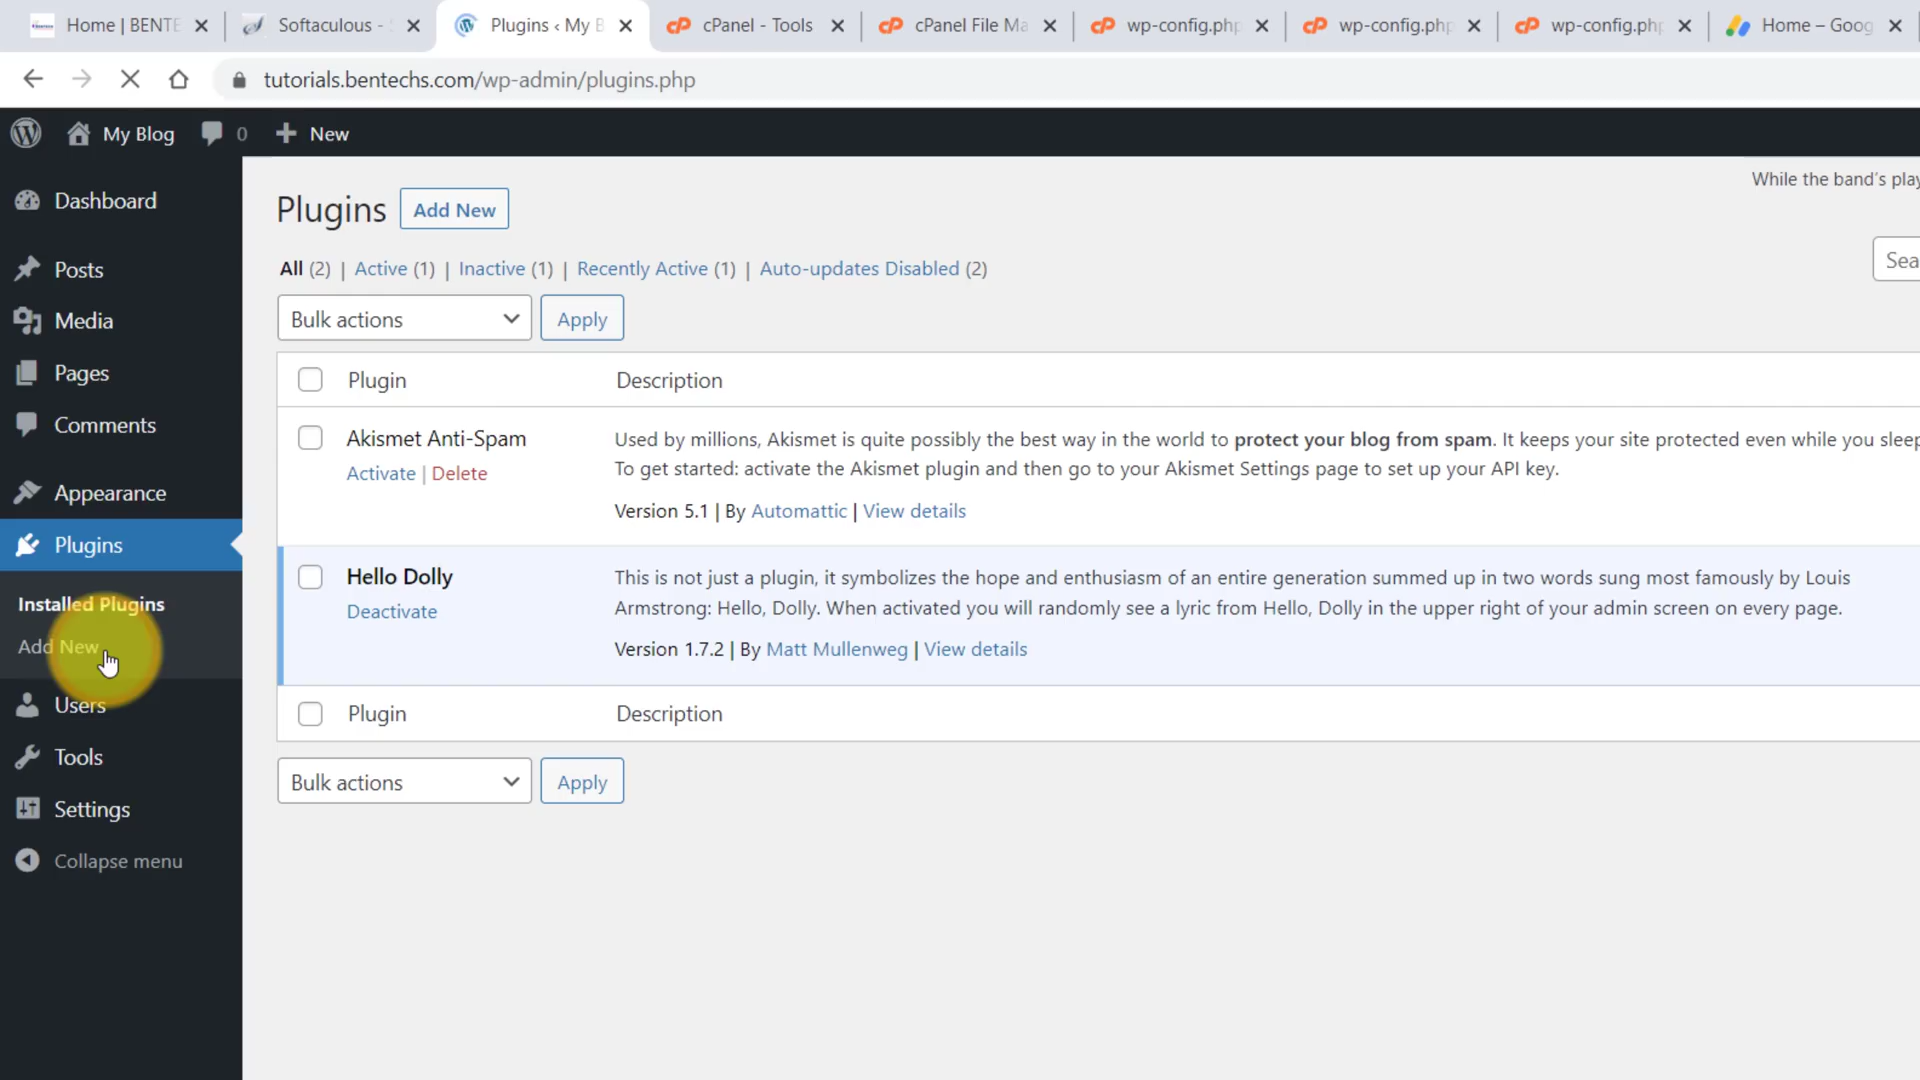 Home | BENTE
Softaculous -
Plugins ‹ My B
cPanel - Tools
cPanel File Ma
wp-config.php
wp-config.php
wp-config.php
Home – Goog
tutorials.bentechs.com/wp-admin/plugins.php
My Blog
0
New
Dashboard
Posts
Media
Pages
Comments
Appearance
Plugins
Installed Plugins
Add New
Users
Tools
Settings
Collapse menu
While the band's play
Plugins
Add New
All (2) | Active (1) | Inactive (1) | Recently Active (1) | Auto-updates Disabled (2)
Sea
Bulk actions
Apply
Plugin
Description
Akismet Anti-Spam
Activate | Delete
Used by millions, Akismet is quite possibly the best way in the world to protect your blog from spam. It keeps your site protected even while you sleep
To get started: activate the Akismet plugin and then go to your Akismet Settings page to set up your API key.
Version 5.1 | By Automattic | View details
Hello Dolly
Deactivate
This is not just a plugin, it symbolizes the hope and enthusiasm of an entire generation summed up in two words sung most famously by Louis
Armstrong: Hello, Dolly. When activated you will randomly see a lyric from Hello, Dolly in the upper right of your admin screen on every page.
Version 1.7.2 | By Matt Mullenweg | View details
Plugin
Description
Bulk actions
Apply